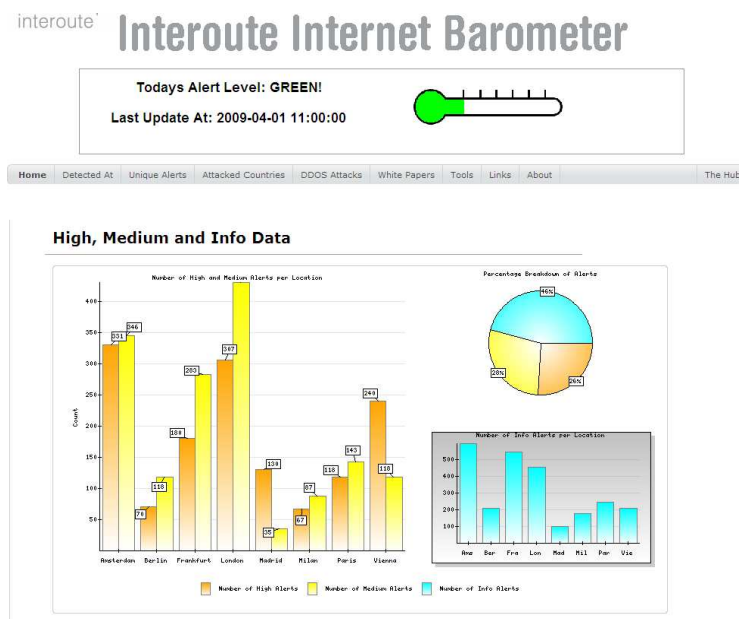 interoute
Interoute Internet Barometer
Todays Alert Level: GREEN!
Last Update At: 2009-04-01 11:00:00
Home Detected At Unique Alerts Attacked Countries DDOS Attacks White Papers Tools Links About The Hub
High, Medium and Info Data
Number of High and Medium Alerts per Location
400
350
300
250
200
150
100
50
Count
331
346
70
118
180
283
307
130
35
67
87
118
143
240
118
Amsterdam Berlin Frankfurt London Madrid Milan Paris Vienna
Percentage Breakdown of Alerts
46%
28%
26%
Number of Info Alerts per Location
500
400
300
200
100
Ams Ber Fra Lon Mad Mil Par Vie
Number of High Alerts Number of Medium Alerts Number of Info Alerts